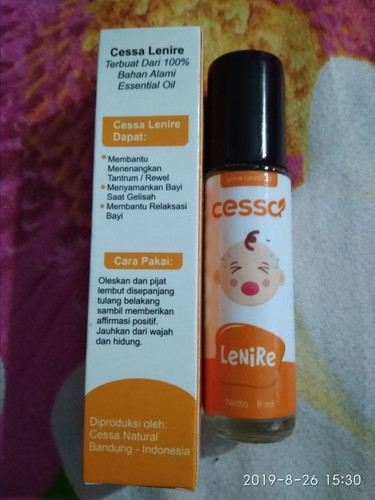 Cessa Lenire
Terbuat Dari 100%
Bahan Alami
Essential Oil
Cessa Lenire
Dapat:
Membantu
Menenangkan
Tantrum / Rewel
Menyamankan Bayi
Saat Gelisah
Membantu Relaksasi
Bayi
Cara Pakai:
Oleskan dan pijat
lembut disepanjang
tulang belakang
sambil memberikan
affirmasi positif.
Jauhkan dari wajah
dan hidung.
Diproduksi oleh:
Cessa Natural
Bandung - Indonesia
cessa
LeNiRe
Netto 8 ml
2019-8-26 15:30